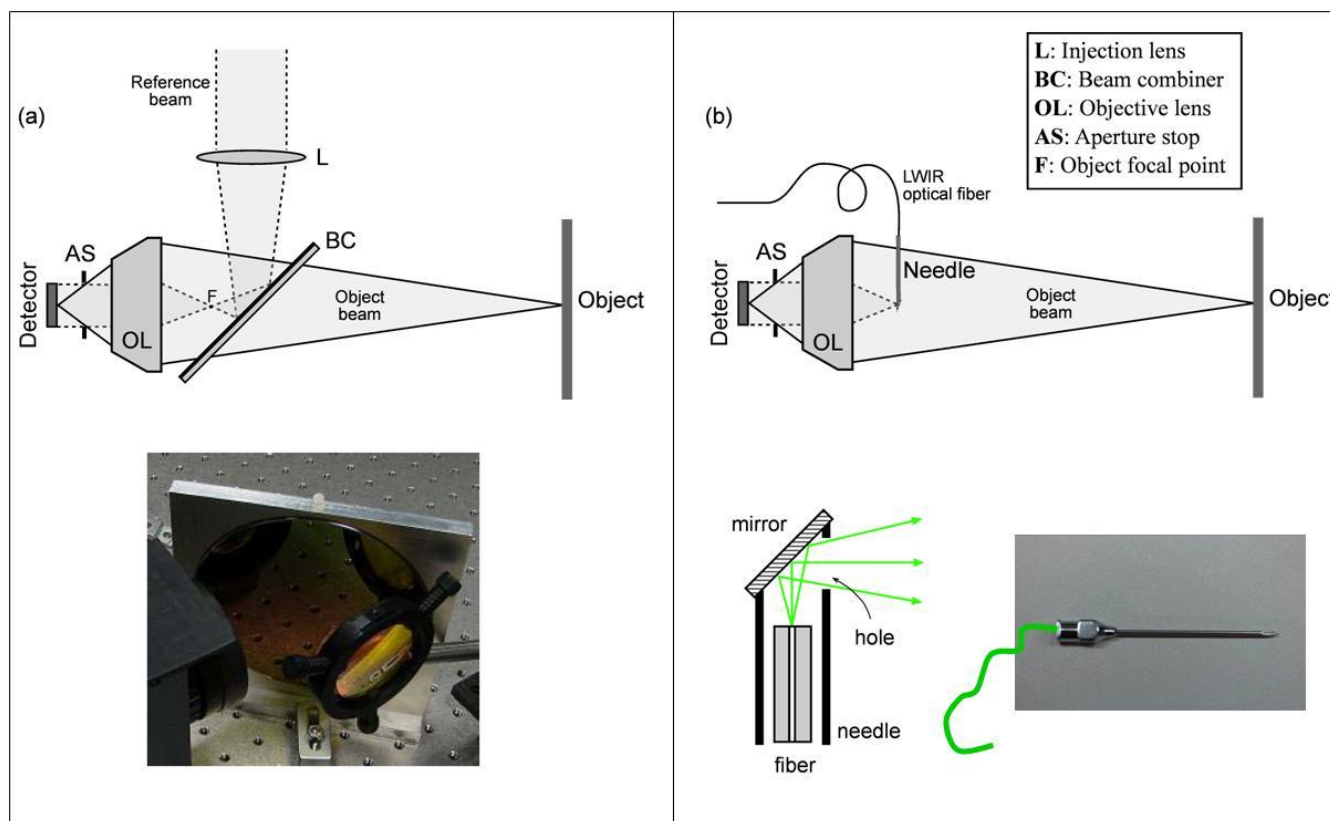 (a)
Reference
beam
L
BC
AS
F
Detector
OL
Object
beam
Object
(b)
L: Injection lens
BC: Beam combiner
OL: Objective lens
AS: Aperture stop
F: Object focal point
LWIR
optical fiber
AS
Needle
Detector
OL
Object
beam
Object
mirror
hole
needle
fiber